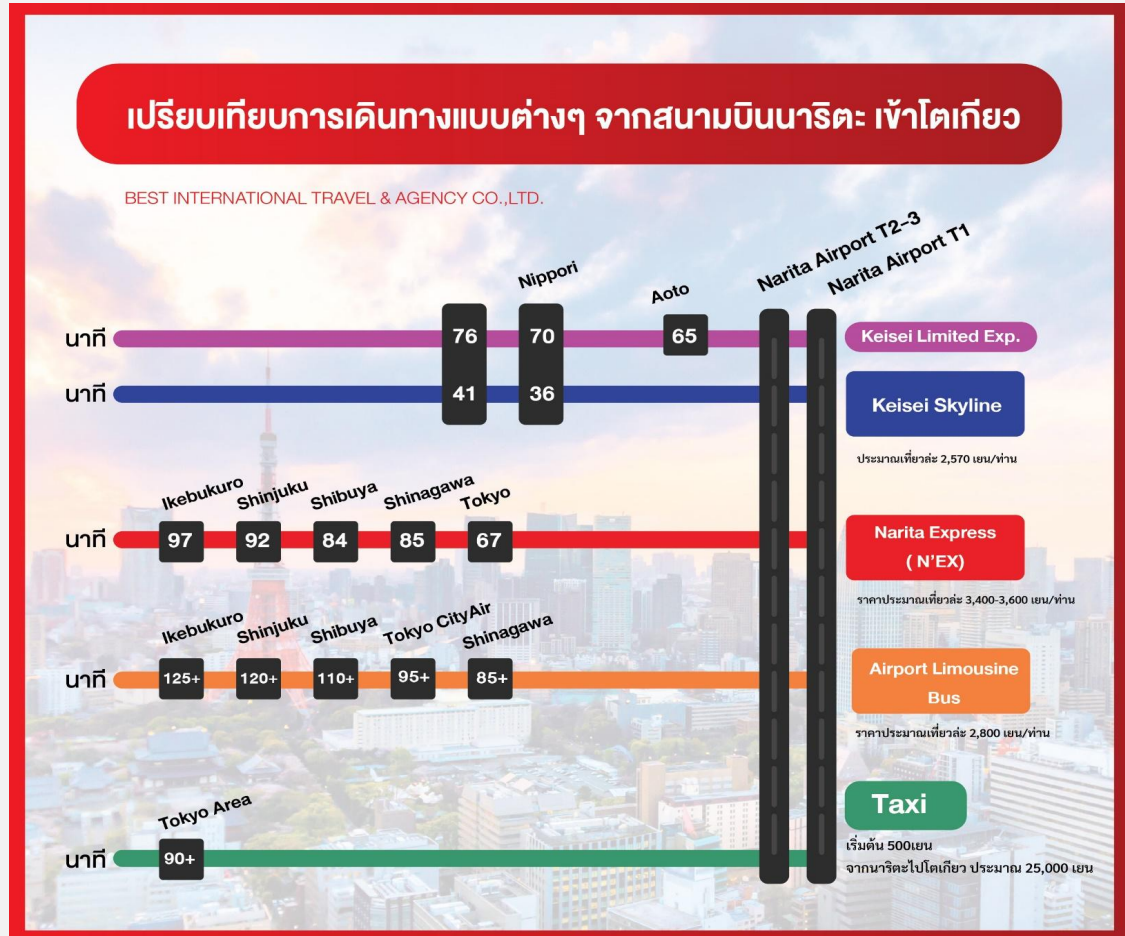 เปรียบเทียบการเดินทางแบบต่างๆ จากสนามบินนาริตะ เข้าโตเกียว
BEST INTERNATIONAL TRAVEL & AGENCY CO.,LTD.
Nippori
Aoto
Narita Airport T2-3
Narita Airport T1
นาที
76
70
65
Keisei Limited Exp.
นาที
41
36
Keisei Skyline
ประมาณเที่ยวล่ะ 2,570 เยน/ท่าน
Ikebukuro
Shinjuku
Shibuya
Shinagawa
Tokyo
นาที
97
92
84
85
67
Narita Express
( N'EX)
ราคาประมาณเที่ยวล่ะ 3,400-3,600 เยน/ท่าน
Ikebukuro
Shinjuku
Shibuya
Tokyo CityAir
Shinagawa
นาที
125+
120+
110+
95+
85+
Airport Limousine
Bus
ราคาประมาณเที่ยวล่ะ 2,800 เยน/ท่าน
Tokyo Area
นาที
90+
Taxi
เริ่มต้น 500เยน
จากนาริตะไปโตเกียว ประมาณ 25,000 เยน